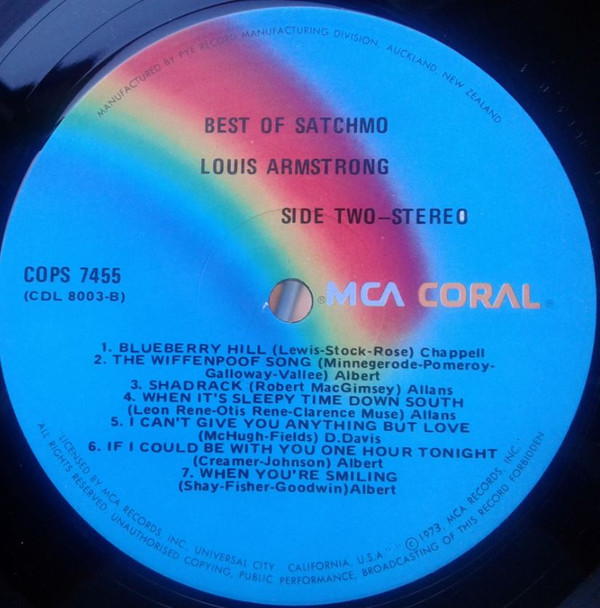 MANUFACTURED BY PYE RECORD MANUFACTURING DIVISION, AUCKLAND, NEW ZEALAND
BEST OF SATCHMO
LOUIS ARMSTRONG
SIDE TWO–STEREO
COPS 7455
(CDL 8003-B)
®MCA CORAL®
1. BLUEBERRY HILL (Lewis-Stock-Rose) Chappell
2. THE WIFFENPOOF SONG (Minnegerode-Pomeroy-
Galloway-Vallee) Albert
3. SHADRACK (Robert MacGimsey) Allans
4. WHEN IT'S SLEEPY TIME DOWN SOUTH
(Leon Rene-Otis Rene-Clarence Muse) Allans
5. I CAN'T GIVE YOU ANYTHING BUT LOVE
(McHugh-Fields) D.Davis
6. IF I COULD BE WITH YOU ONE HOUR TONIGHT
(Creamer-Johnson) Albert
7. WHEN YOU'RE SMILING
(Shay-Fisher-Goodwin)Albert
LICENSED BY MCA RECORDS, INC., UNIVERSAL CITY, CALIFORNIA, U.S.A. © 1973, MCA RECORDS, INC.
ALL RIGHTS RESERVED. UNAUTHORISED COPYING, PUBLIC PERFORMANCE, BROADCASTING OF THIS RECORD FORBIDDEN